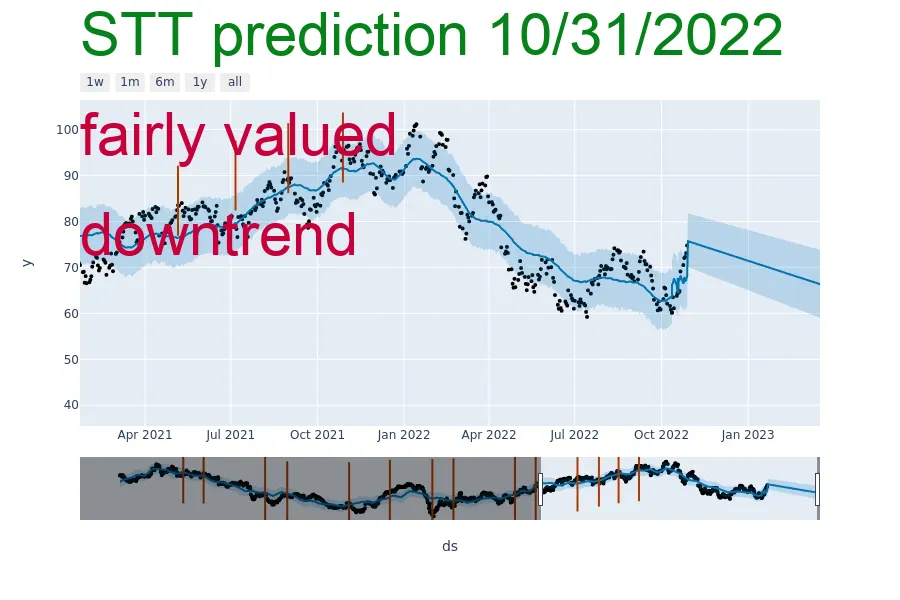 STT prediction 10/31/2022
1w 1m 6m 1y all
fairly valued
downtrend
100
90
80
70
60
50
40
y
Apr 2021 Jul 2021 Oct 2021 Jan 2022 Apr 2022 Jul 2022 Oct 2022 Jan 2023
ds